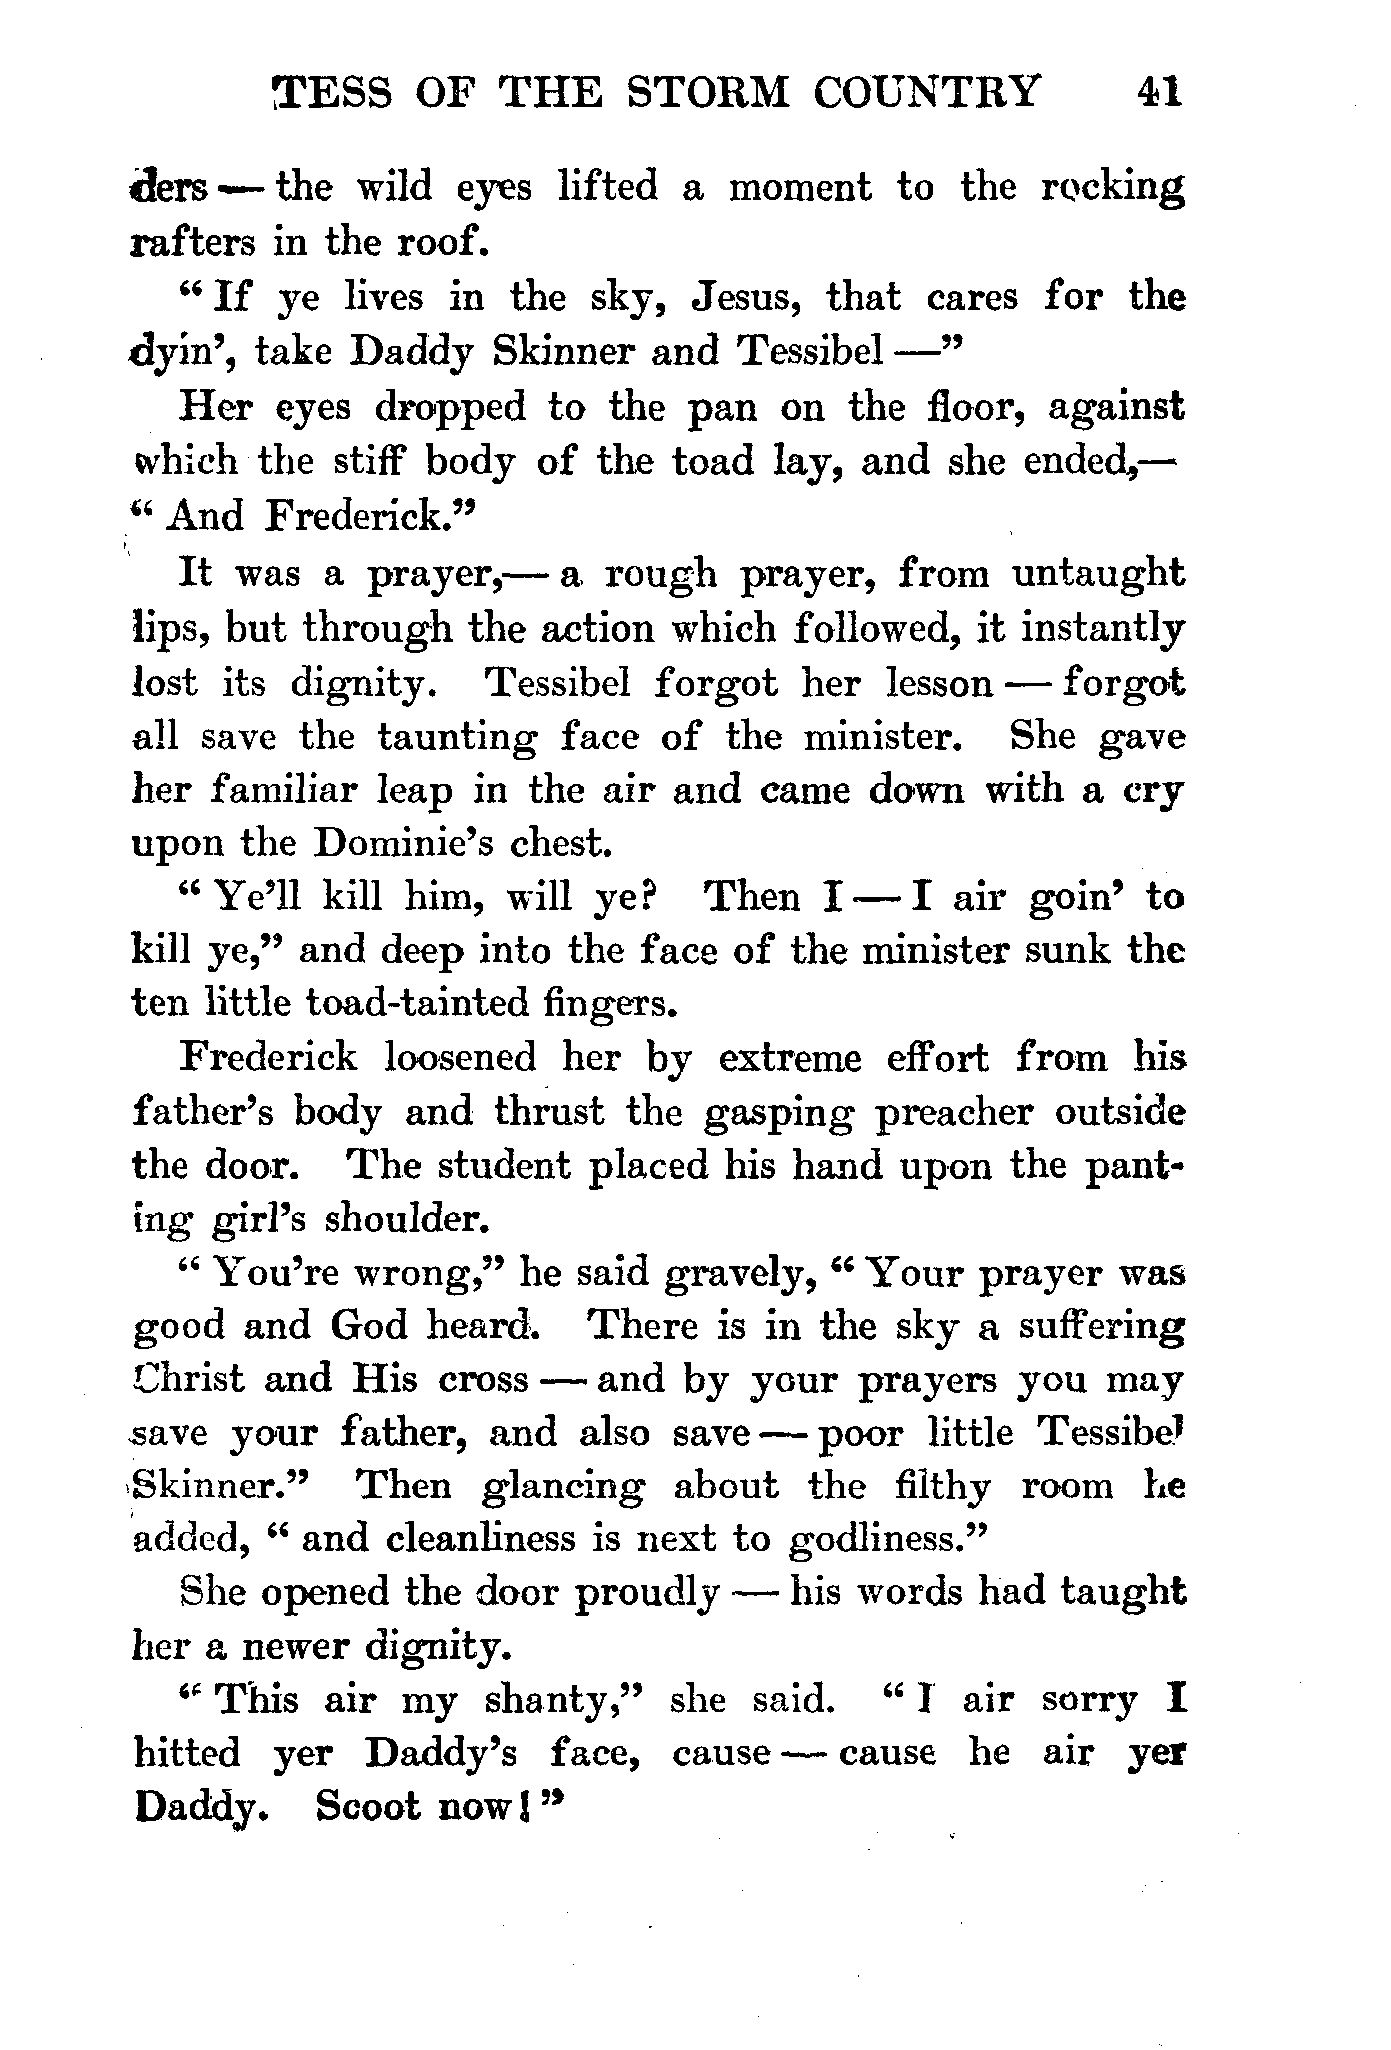 TESS OF THE STORM COUNTRY 41
ders — the wild eyes lifted a moment to the rocking
rafters in the roof.
“ If ye lives in the sky, Jesus, that cares for the
dyin’, take Daddy Skinner and Tessibel —”
Her eyes dropped to the pan on the floor, against
which the stiff body of the toad lay, and she ended,—
“ And Frederick.”
It was a prayer,— a rough prayer, from untaught
lips, but through the action which followed, it instantly
lost its dignity. Tessibel forgot her lesson — forgot
all save the taunting face of the minister. She gave
her familiar leap in the air and came down with a cry
upon the Dominie’s chest.
“ Ye’ll kill him, will ye? Then I — I air goin’ to
kill ye,” and deep into the face of the minister sunk the
ten little toad-tainted fingers.
Frederick loosened her by extreme effort from his
father’s body and thrust the gasping preacher outside
the door. The student placed his hand upon the pant-
ing girl’s shoulder.
“ You’re wrong,” he said gravely, “ Your prayer was
good and God heard. There is in the sky a suffering
Christ and His cross — and by your prayers you may
save your father, and also save — poor little Tessibel
Skinner.” Then glancing about the filthy room he
added, “ and cleanliness is next to godliness.”
She opened the door proudly — his words had taught
her a newer dignity.
“ This air my shanty,” she said. “ I air sorry I
hitted yer Daddy’s face, cause — cause he air yer
Daddy. Scoot now! ”